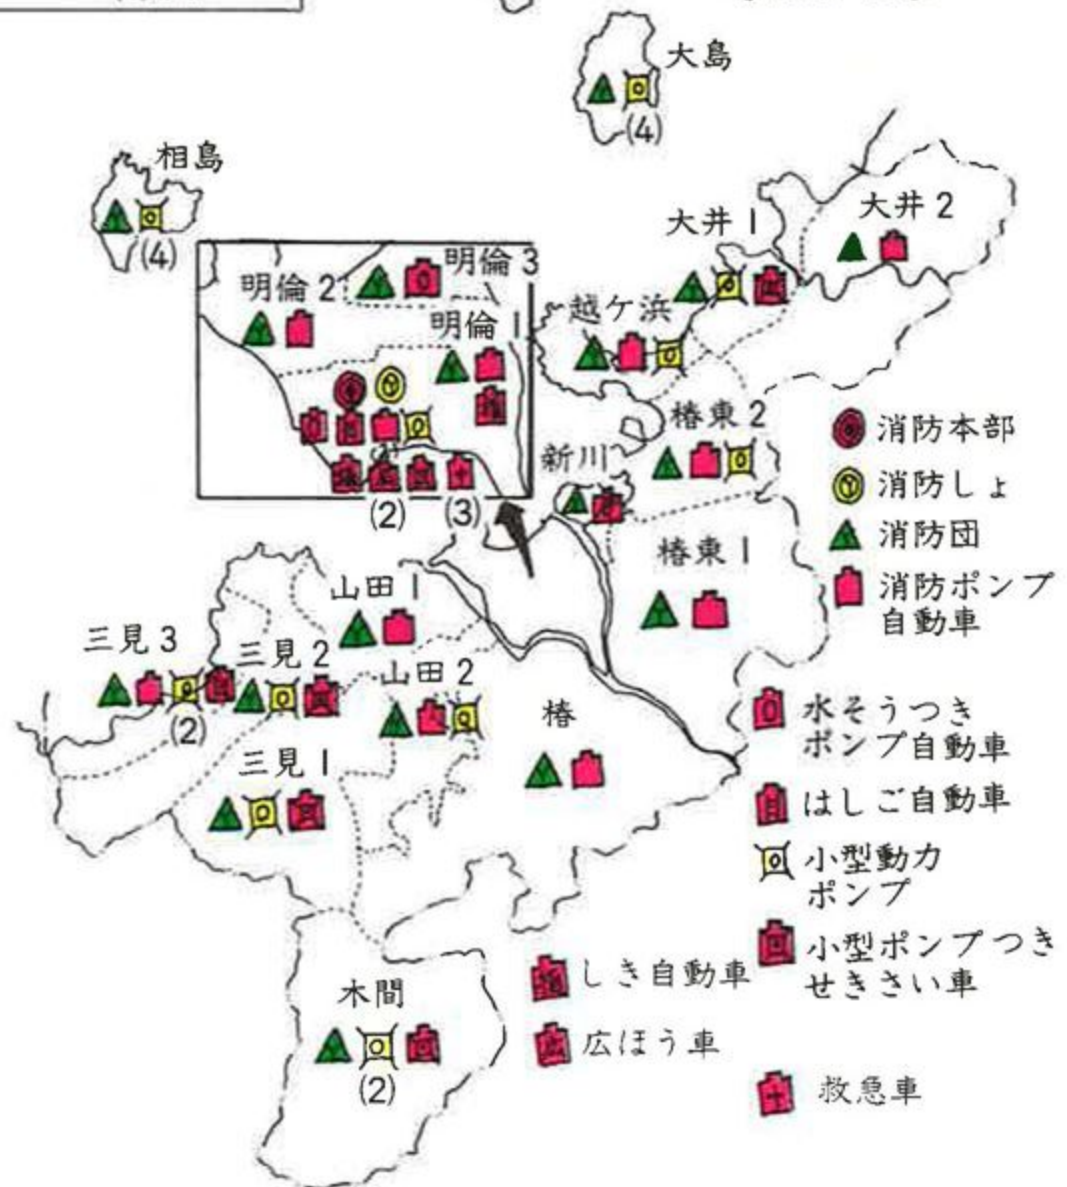 大島
(4)
相島
(4)
大井1
大井2
明倫2
明倫3
明倫1
越ケ浜
椿東2
新川
(2)
(3)
椿東1
山田1
三見3
三見2
山田2
(2)
椿
三見1
木間
(2)
消防本部
消防しょ
消防団
消防ポンプ
自動車
水そうつき
ポンプ自動車
はしご自動車
小型動力
ポンプ
小型ポンプつき
せきさい車
しき自動車
広ほう車
救急車